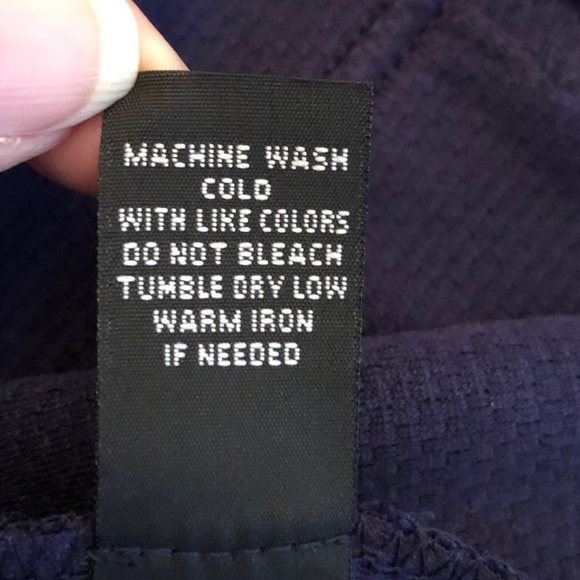 MACHINE WASH
COLD
WITH LIKE COLORS
DO NOT BLEACH
TUMBLE DRY LOW
WARM IRON
IF NEEDED